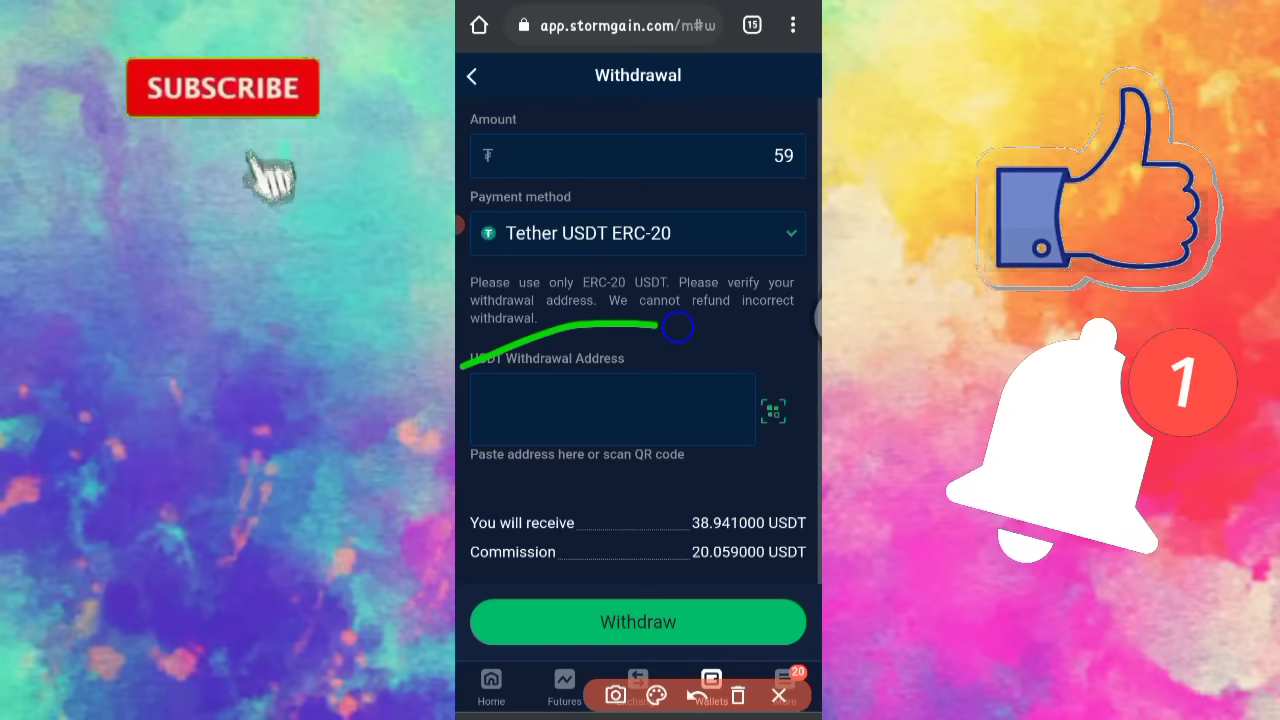 SUBSCRIBE
app.stormgain.com/m#w
15
Withdrawal
Amount
₮ 59
Payment method
Tether USDT ERC-20
Please use only ERC-20 USDT. Please verify your
withdrawal address. We cannot refund incorrect
withdrawal.
USDT Withdrawal Address
Paste address here or scan QR code
You will receive 38.941000 USDT
Commission 20.059000 USDT
Withdraw
20
Home
Futures
Exchange
Wallets
More
1